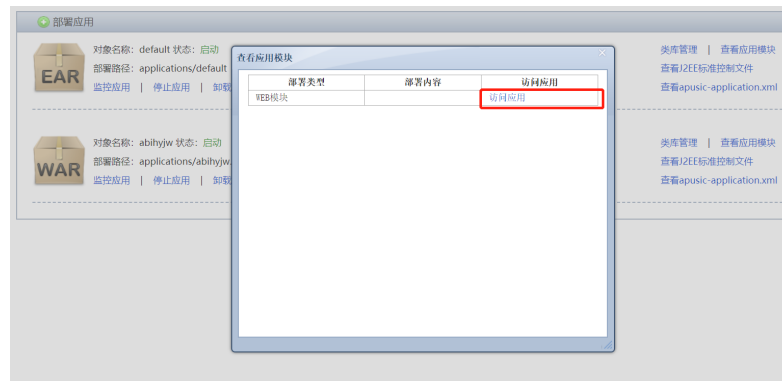 部署应用
EAR
对象名称: default 状态: 启动
部署路径: applications/default
监控应用 | 停止应用 | 卸载
类库管理 | 查看应用模块
查看J2EE标准控制文件
查看apusic-application.xml
查看应用模块
部署类型 部署内容 访问应用
WEB模块 访问应用
WAR
对象名称: abihyjw 状态: 启动
部署路径: applications/abihyjw
监控应用 | 停止应用 | 卸载
类库管理 | 查看应用模块
查看J2EE标准控制文件
查看apusic-application.xml